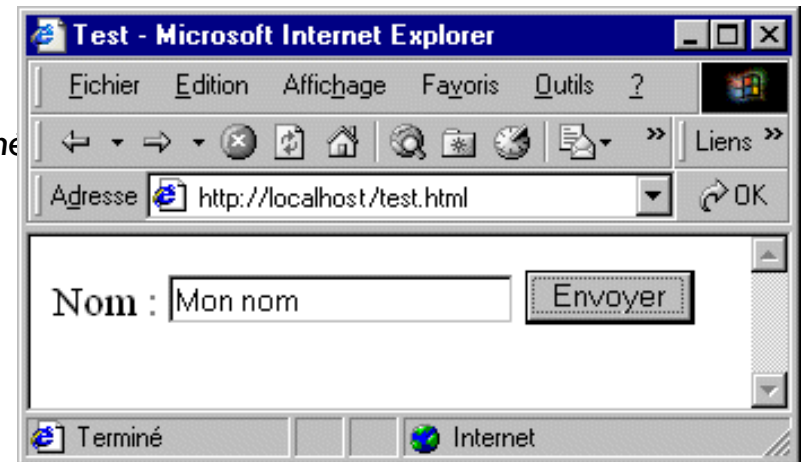 Test - Microsoft Internet Explorer
Fichier Edition Affichage Favoris Outils ?
» Liens »
Adresse http://localhost/test.html OK
Nom : Mon nom Envoyer
Terminé Internet